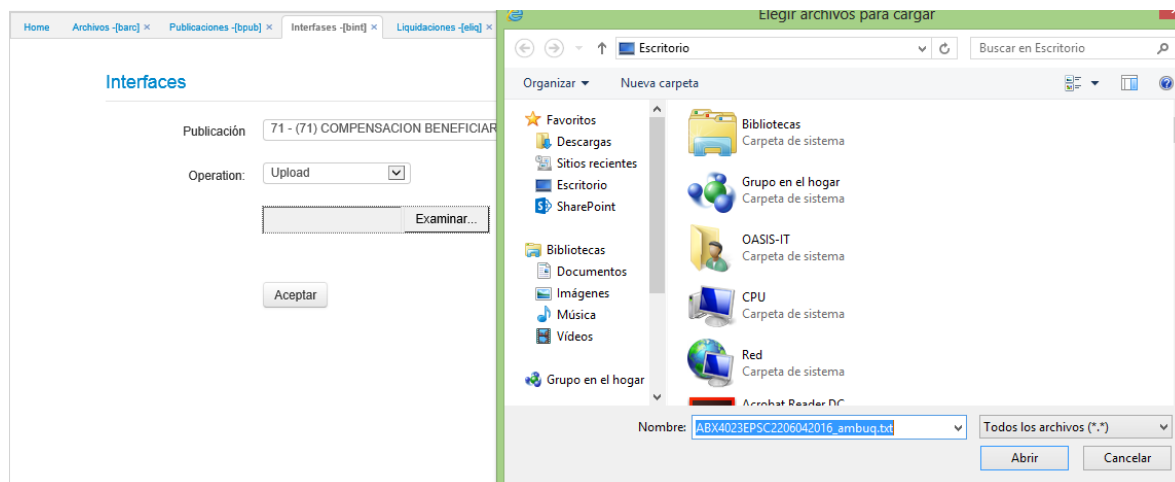 Home Archivos -[barc] × Publicaciones -[bpub] × Interfases -[bint] × Liquidaciones -[eliq] ×
Interfaces
Publicación 71 - (71) COMPENSACION BENEFICIAR
Operation: Upload
Examinar...
Aceptar
Elegir archivos para cargar
Escritorio
Buscar en Escritorio
Organizar
Nueva carpeta
Favoritos
Descargas
Sitios recientes
Escritorio
SharePoint
Bibliotecas
Documentos
Imágenes
Música
Vídeos
Grupo en el hogar
Bibliotecas
Carpeta de sistema
Grupo en el hogar
Carpeta de sistema
OASIS-IT
Carpeta de sistema
CPU
Carpeta de sistema
Red
Carpeta de sistema
Acrobat Reader DC
Nombre: ABX4023EPSC2206042016_ambuq.txt Todos los archivos (*.*)
Abrir Cancelar